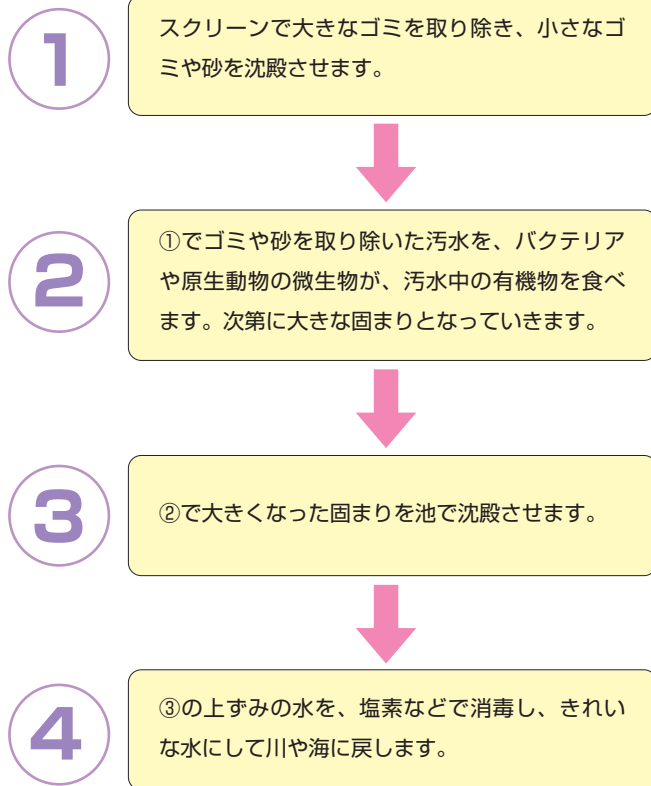 1
スクリーンで大きなゴミを取り除き、小さなゴ
ミや砂を沈殿させます。
2
①でゴミや砂を取り除いた汚水を、バクテリア
や原生動物の微生物が、汚水中の有機物を食べ
ます。次第に大きな固まりとなっていきます。
3
②で大きくなった固まりを池で沈殿させます。
4
③の上ずみの水を、塩素などで消毒し、きれい
な水にして川や海に戻します。